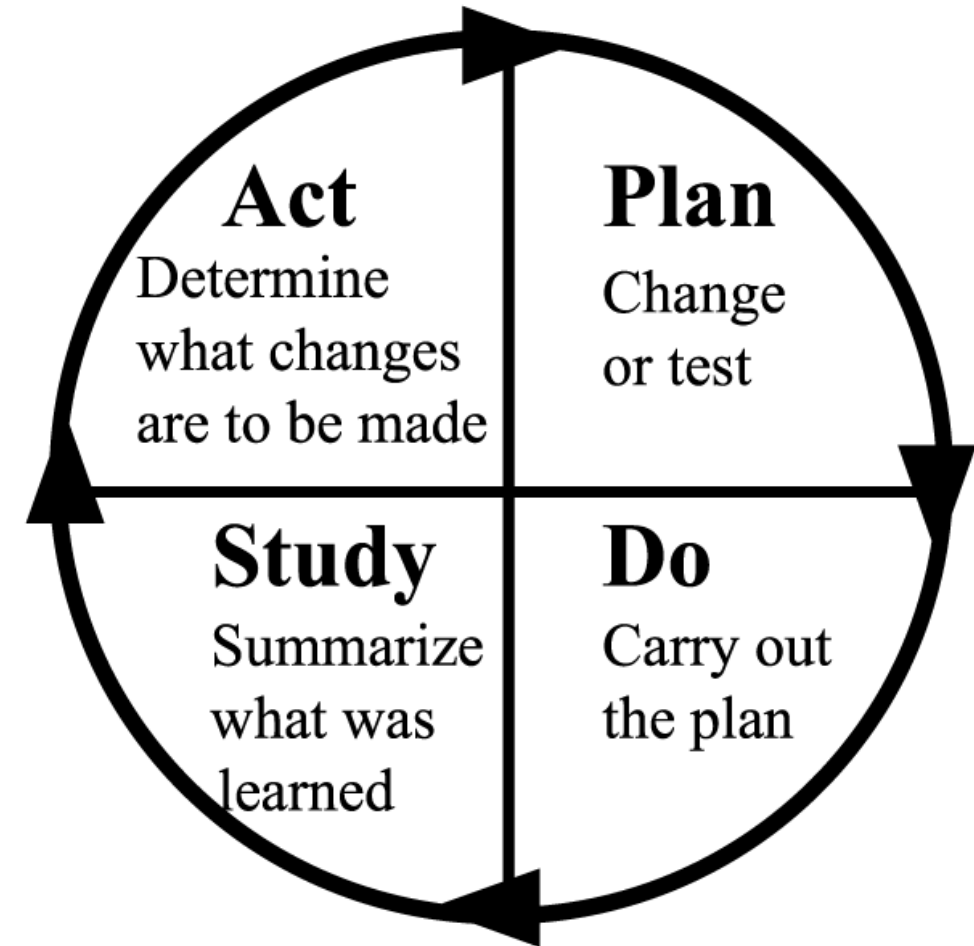 Act
Determine
what changes
are to be made
Plan
Change
or test
Study
Summarize
what was
learned
Do
Carry out
the plan